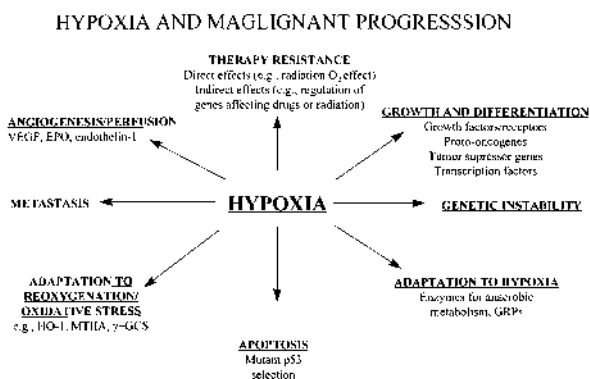 HYPOXIA AND MAGLIGNANT PROGRESSSION
THERAPY RESISTANCE
Direct effects (e.g., radiation O₂ effect)
Indirect effects (e.g., regulation of
genes affecting drugs or radiation)
ANGIOGENESIS/PERFUSION
VEGF, EPO, endothelin-1
GROWTH AND DIFFERENTIATION
Growth factors/receptors
Proto-oncogenes
Tumor supressor genes
Transcription factors
METASTASIS
HYPOXIA
GENETIC INSTABILITY
ADAPTATION TO
REOXYGENATION/
OXIDATIVE STRESS
e.g., HO-1, MTIIA, γ-GCS
ADAPTATION TO HYPOXIA
Enzymes for anaerobic
metabolism, GRPs
APOPTOSIS
Mutant p53
selection